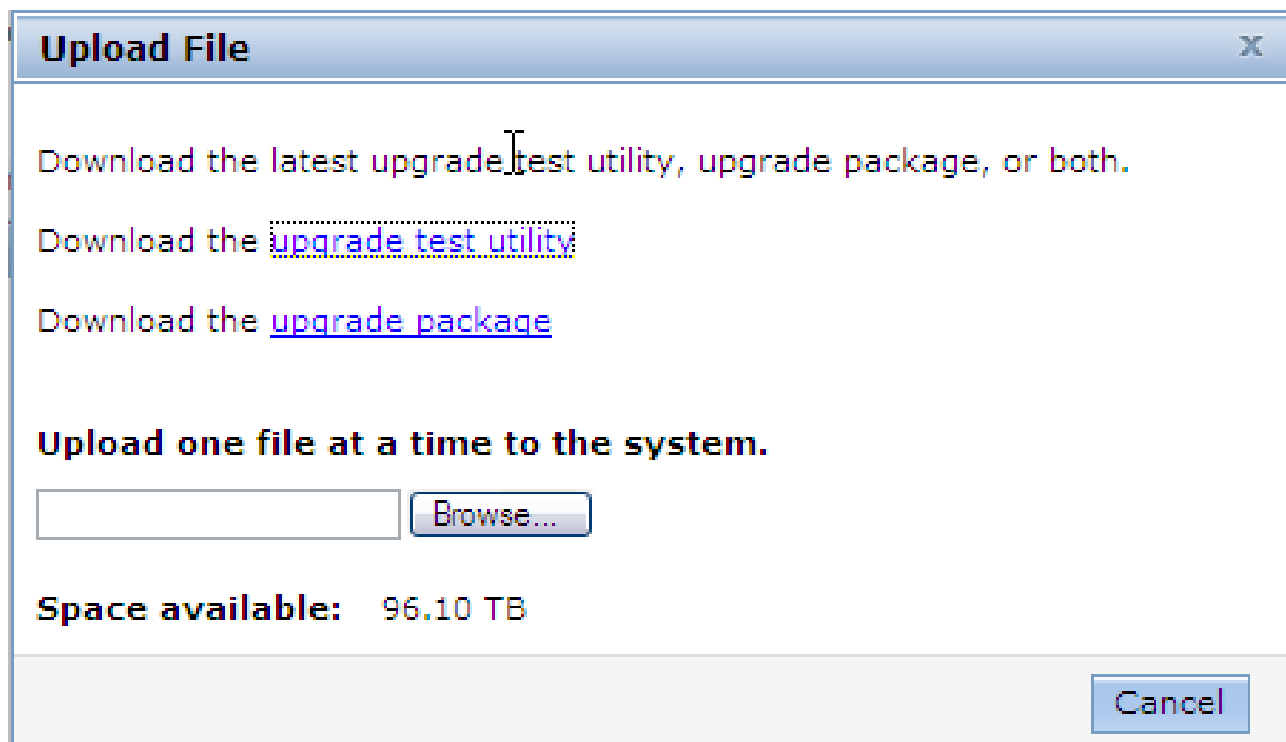 Upload File
x
Download the latest upgrade test utility, upgrade package, or both.
Download the upgrade test utility
Download the upgrade package
Upload one file at a time to the system.
Browse...
Space available: 96.10 TB
Cancel